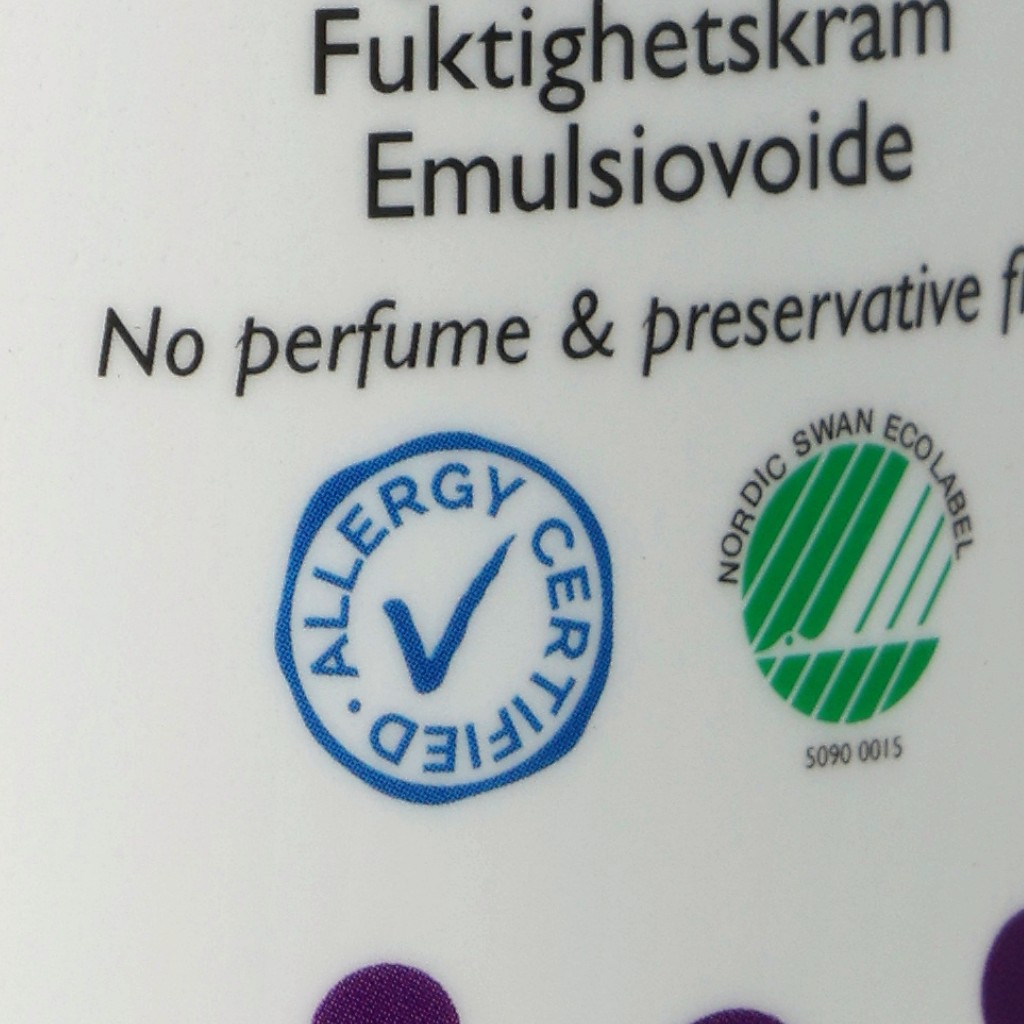 Fuktighetskram
Emulsiovoide
No perfume & preservative
ALLERGY CERTIFIED
NORDIC SWAN ECOLABEL
5090 0015